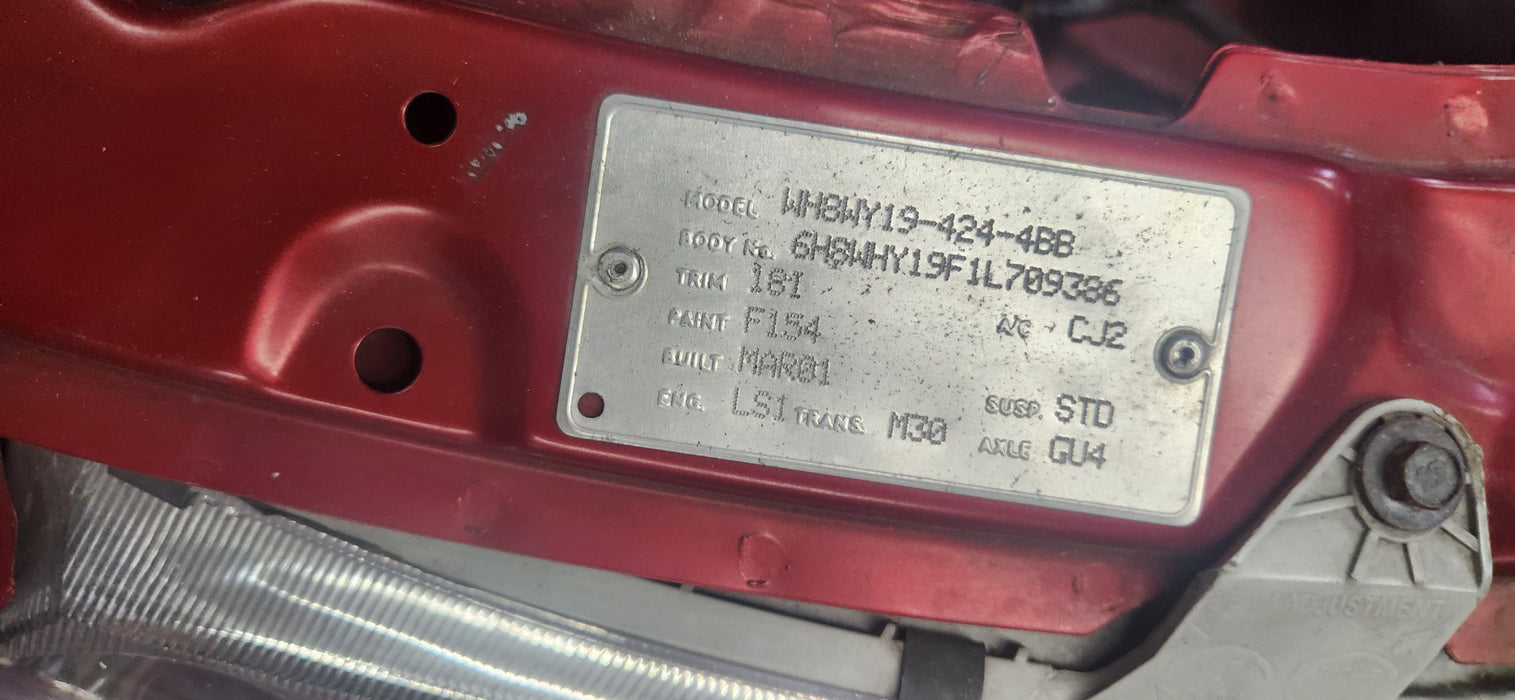 MODEL WH8WY19-424-4BB
BODY No. 6H8WHY19F1L709386
TRIM 181
PAINT F154 A/C CJ2
BUILT MAR01
ENG. LS1 TRANS. M30 SUSP. STD
AXLE GU4
ADJUSTMENT